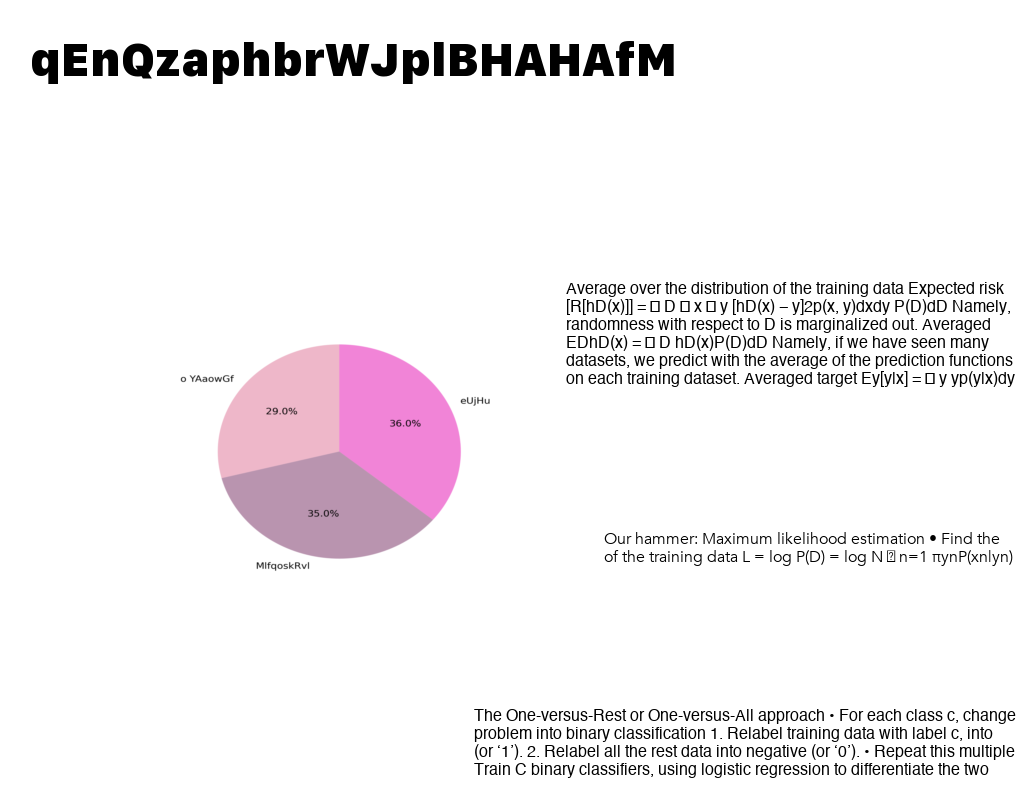 qEnQzaphbrWJplBHAHAfM
Average over the distribution of the training data Expected risk
[R[hD(x)]] = □ D □ x □ y [hD(x) − y]2p(x, y)dxdy P(D)dD Namely,
randomness with respect to D is marginalized out. Averaged
EDhD(x) = □ D hD(x)P(D)dD Namely, if we have seen many
datasets, we predict with the average of the prediction functions
on each training dataset. Averaged target Ey[y|x] = □ y yp(y|x)dy
o YAaowGf
29.0%
eUjHu
36.0%
35.0%
MlfqoskRvl
Our hammer: Maximum likelihood estimation • Find the
of the training data L = log P(D) = log N □ n=1 πynP(xn|yn)
The One-versus-Rest or One-versus-All approach • For each class c, change
problem into binary classification 1. Relabel training data with label c, into
(or ‘1’). 2. Relabel all the rest data into negative (or ‘0’). • Repeat this multiple
Train C binary classifiers, using logistic regression to differentiate the two